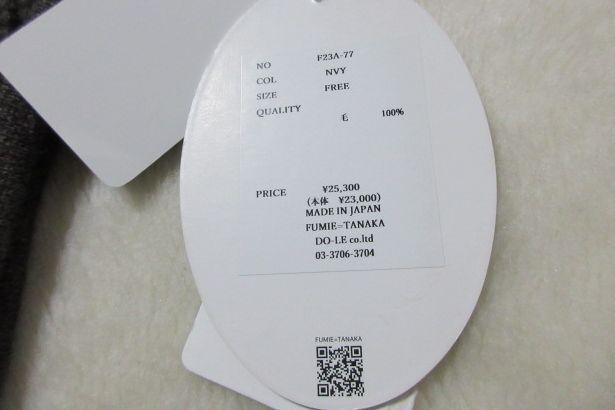 NO F23A-77
COL NVY
SIZE FREE
QUALITY
毛 100%
PRICE ¥25,300
(本体 ¥23,000)
MADE IN JAPAN
FUMIE=TANAKA
DO-LE co.ltd
03-3706-3704
FUMIE=TANAKA